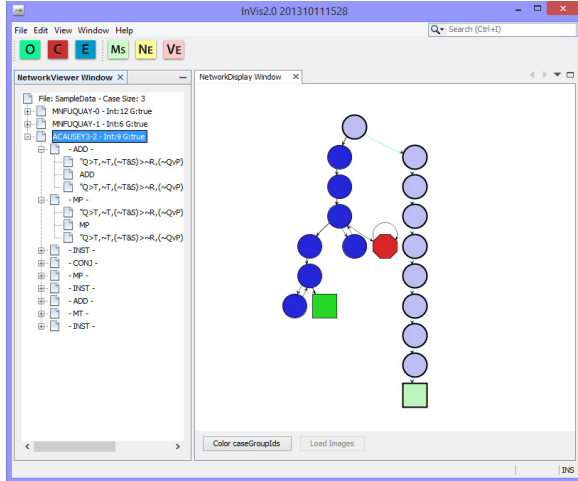 InVis2.0 201310111528
File Edit View Window Help
Search (Ctrl+I)
O C E Ms NE VE
NetworkViewer Window
NetworkDisplay Window
File: SampleData - Case Size: 3
MNFUQUAY-0 - Int:12 G:true
MNFUQUAY-1 - Int:6 G:true
ACAUSEY3-2 - Int:9 G:true
- ADD -
"Q>T,~T,(~T&S)>~R,(~QvP)
ADD
"Q>T,~T,(~T&S)>~R,(~QvP)
- MP -
"Q>T,~T,(~T&S)>~R,(~QvP)
MP
"Q>T,~T,(~T&S)>~R,(~QvP)
- INST -
- CONJ -
- MP -
- INST -
- ADD -
- MT -
- INST -
Color caseGroupIds
Load Images
INS